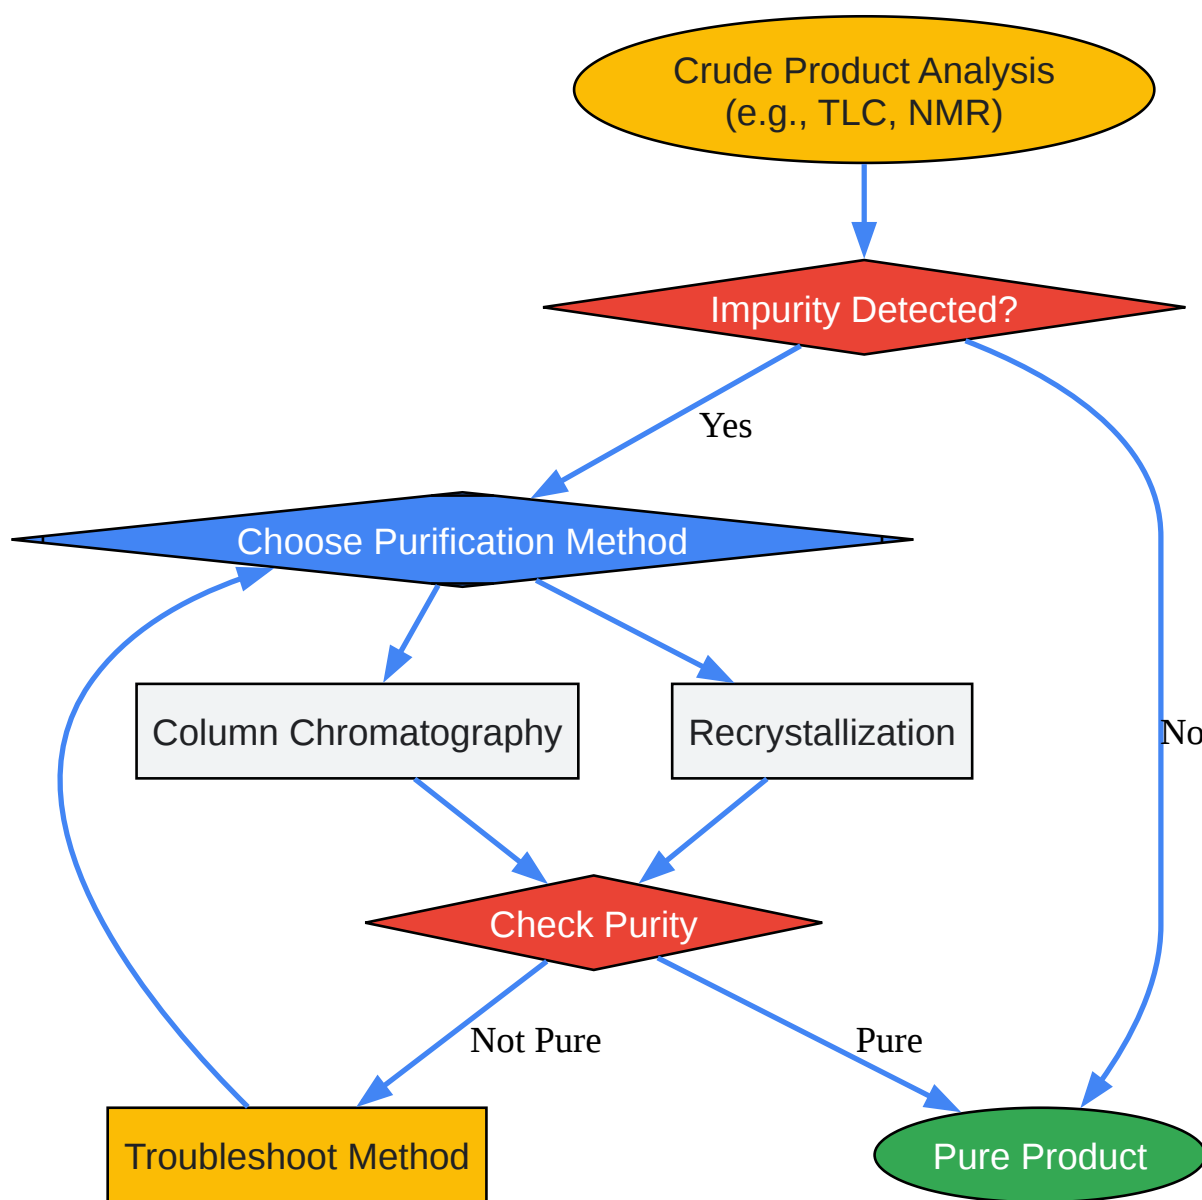 Crude Product Analysis
(e.g., TLC, NMR)
Impurity Detected?
Yes
Choose Purification Method
Column Chromatography
Recrystallization
No
Check Purity
Not Pure
Pure
Troubleshoot Method
Pure Product